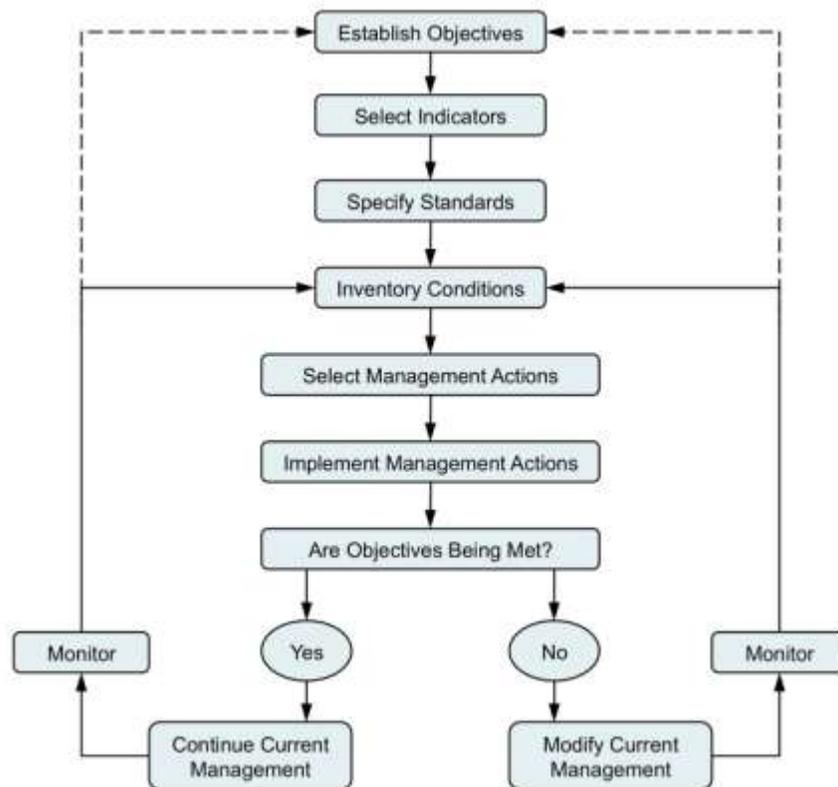 Establish Objectives
Select Indicators
Specify Standards
Inventory Conditions
Select Management Actions
Implement Management Actions
Are Objectives Being Met?
Yes
No
Monitor
Monitor
Continue Current
Management
Modify Current
Management